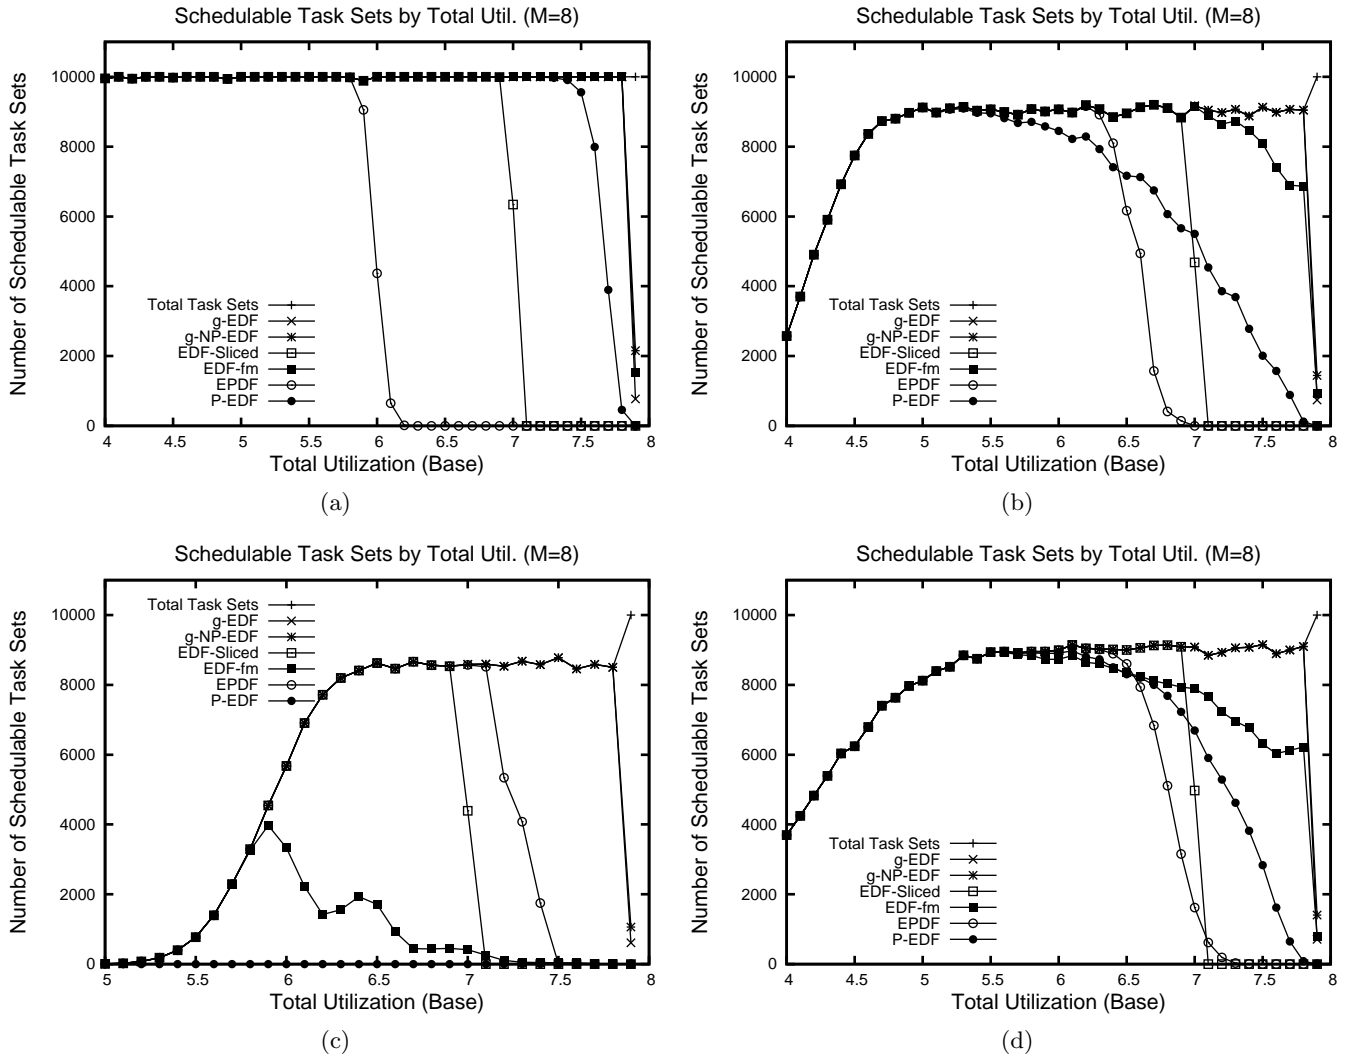 Schedulable Task Sets by Total Util. (M=8)
Number of Schedulable Task Sets
10000
8000
6000
4000
2000
0
Total Task Sets
g-EDF
g-NP-EDF
EDF-Sliced
EDF-fm
EPDF
P-EDF
4 4.5 5 5.5 6 6.5 7 7.5 8
Total Utilization (Base)
(a)
Schedulable Task Sets by Total Util. (M=8)
Number of Schedulable Task Sets
10000
8000
6000
4000
2000
0
Total Task Sets
g-EDF
g-NP-EDF
EDF-Sliced
EDF-fm
EPDF
P-EDF
4 4.5 5 5.5 6 6.5 7 7.5 8
Total Utilization (Base)
(b)
Schedulable Task Sets by Total Util. (M=8)
Number of Schedulable Task Sets
10000
8000
6000
4000
2000
0
Total Task Sets
g-EDF
g-NP-EDF
EDF-Sliced
EDF-fm
EPDF
P-EDF
5 5.5 6 6.5 7 7.5 8
Total Utilization (Base)
(c)
Schedulable Task Sets by Total Util. (M=8)
Number of Schedulable Task Sets
10000
8000
6000
4000
2000
0
Total Task Sets
g-EDF
g-NP-EDF
EDF-Sliced
EDF-fm
EPDF
P-EDF
4 4.5 5 5.5 6 6.5 7 7.5 8
Total Utilization (Base)
(d)